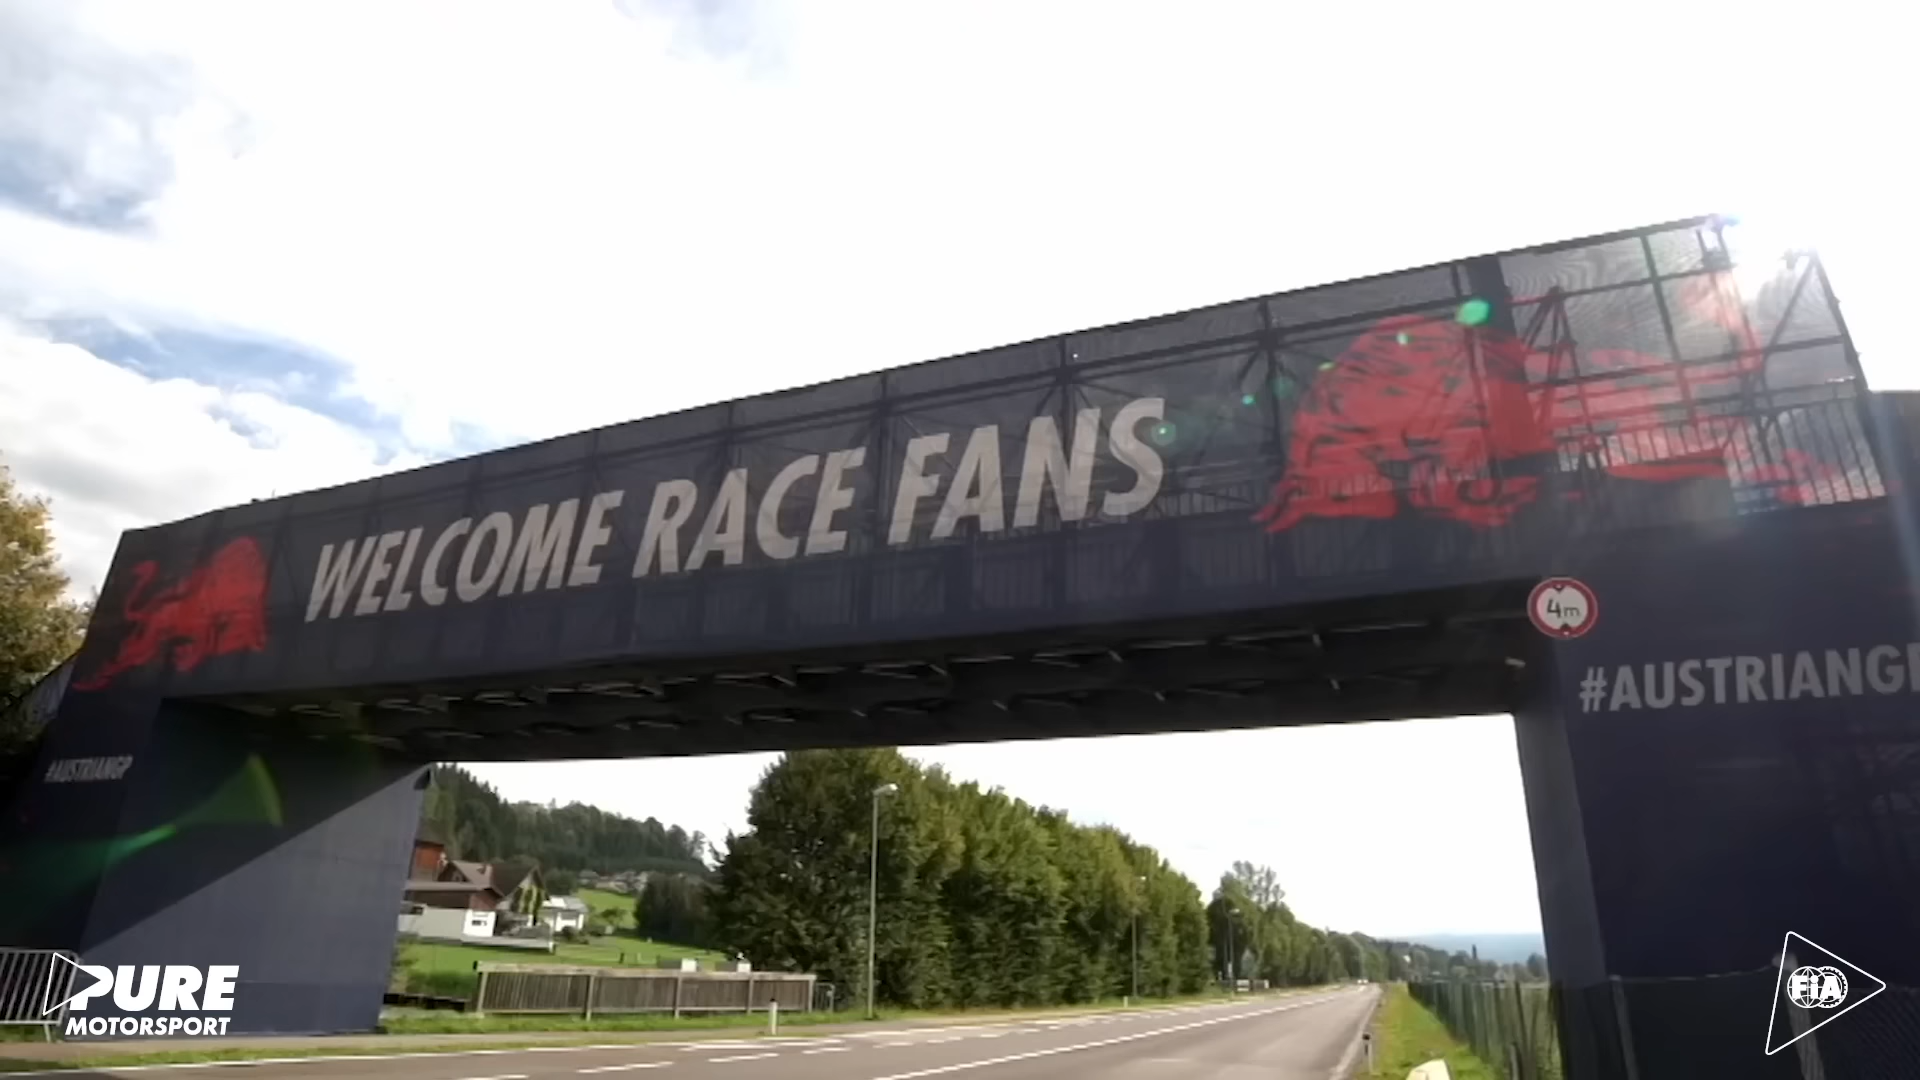 WELCOME RACE FANS
4m
#AUSTRIANGP
#AUSTRIANGP
PURE
MOTORSPORT
FIA